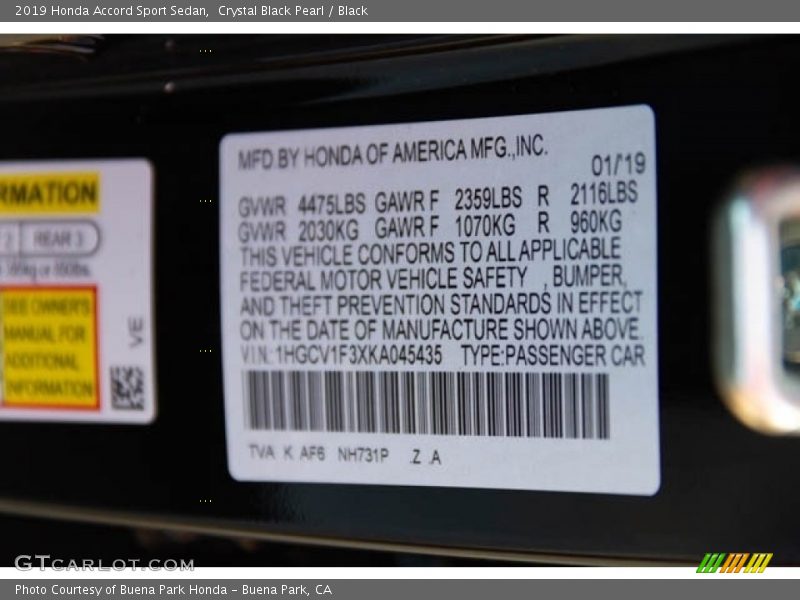 2019 Honda Accord Sport Sedan,  Crystal Black Pearl / Black
RMATION
2 REAR 3
SEE OWNER'S
MANUAL FOR
ADDITIONAL
INFORMATION
VE
MFD.BY HONDA OF AMERICA MFG.,INC.
01/'19
GVWR 4475LBS GAWR F 2359LBS R 2116LBS
GVWR 2030KG GAWR F 1070KG R 960KG
THIS VEHICLE CONFORMS TO ALL APPLICABLE
FEDERAL MOTOR VEHICLE SAFETY , BUMPER,
AND THEFT PREVENTION STANDARDS IN EFFECT
ON THE DATE OF MANUFACTURE SHOWN ABOVE.
V I N.:1HGCV1F3XKA045435 TYPE:PASSENGER CAR
TVA K AF6 NH731P .Z .A
GTCARLOT.COM
Photo Courtesy of Buena Park Honda - Buena Park, CA